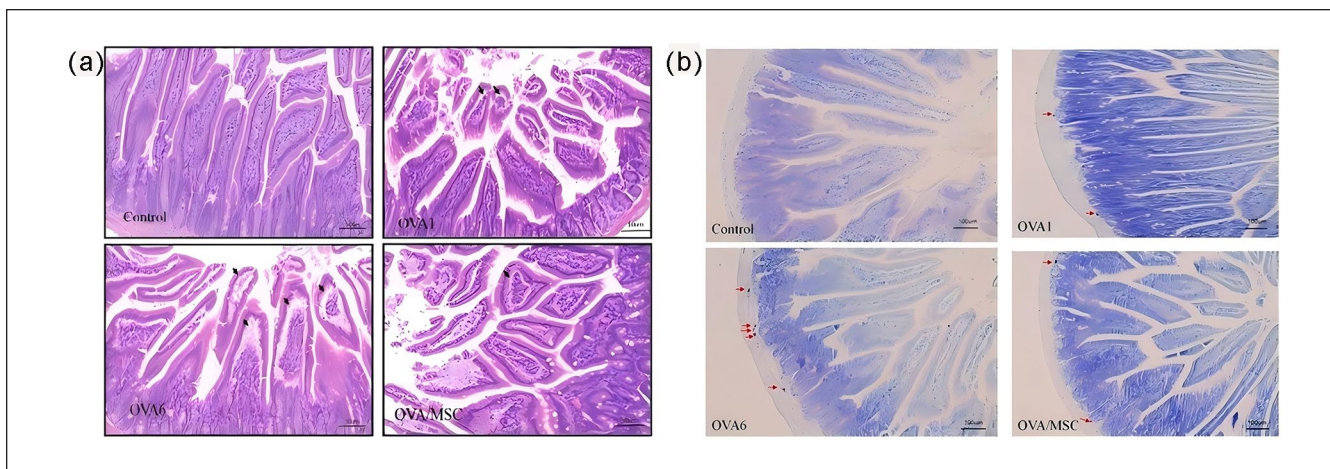 (a)
Control
OVA1
OVA6
OVA/MSC
(b)
Control
100μm
OVA1
100μm
OVA6
100μm
OVA/MSC
100μm